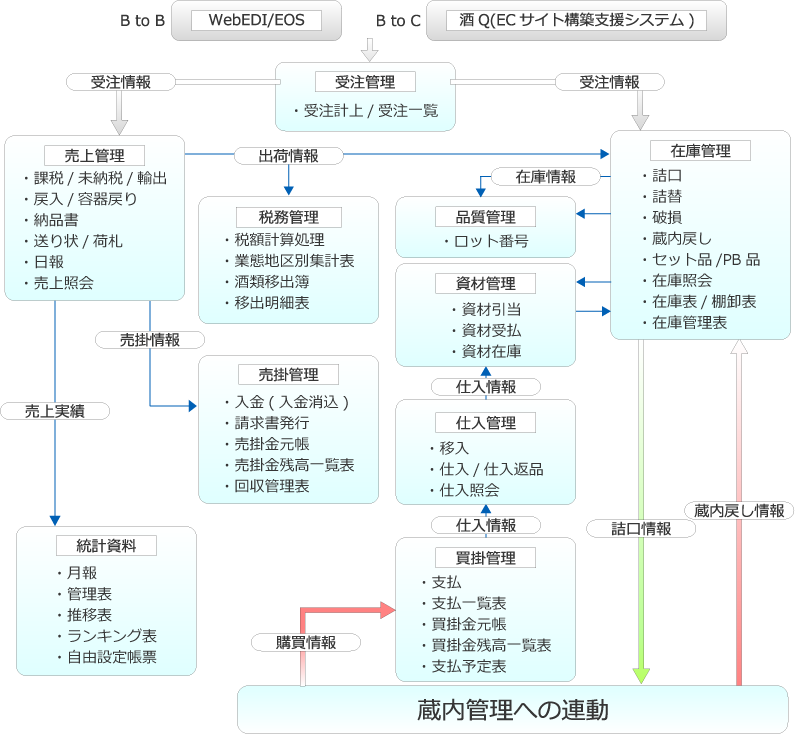 B to B
WebEDI/EOS
B to C
酒Q(ECサイト構築支援システム)
受注情報
受注管理
・受注計上 / 受注一覧
受注情報
売上管理
・課税 / 未納税 / 輸出
・戻入 / 容器戻り
・納品書
・送り状 / 荷札
・日報
・売上照会
出荷情報
税務管理
・税額計算処理
・業態地区別集計表
・酒類移出簿
・移出明細表
在庫情報
品質管理
・ロット番号
在庫管理
・詰口
・詰替
・破損
・蔵内戻し
・セット品 /PB 品
・在庫照会
・在庫表 / 棚卸表
・在庫管理表
資材管理
・資材引当
・資材受払
・資材在庫
売掛情報
売掛管理
・入金 ( 入金消込 )
・請求書発行
・売掛金元帳
・売掛金残高一覧表
・回収管理表
仕入情報
仕入管理
・移入
・仕入 / 仕入返品
・仕入照会
売上実績
仕入情報
詰口情報
蔵内戻し情報
統計資料
・月報
・管理表
・推移表
・ランキング表
・自由設定帳票
買掛管理
・支払
・支払一覧表
・買掛金元帳
・買掛金残高一覧表
・支払予定表
購買情報
蔵内管理への連動